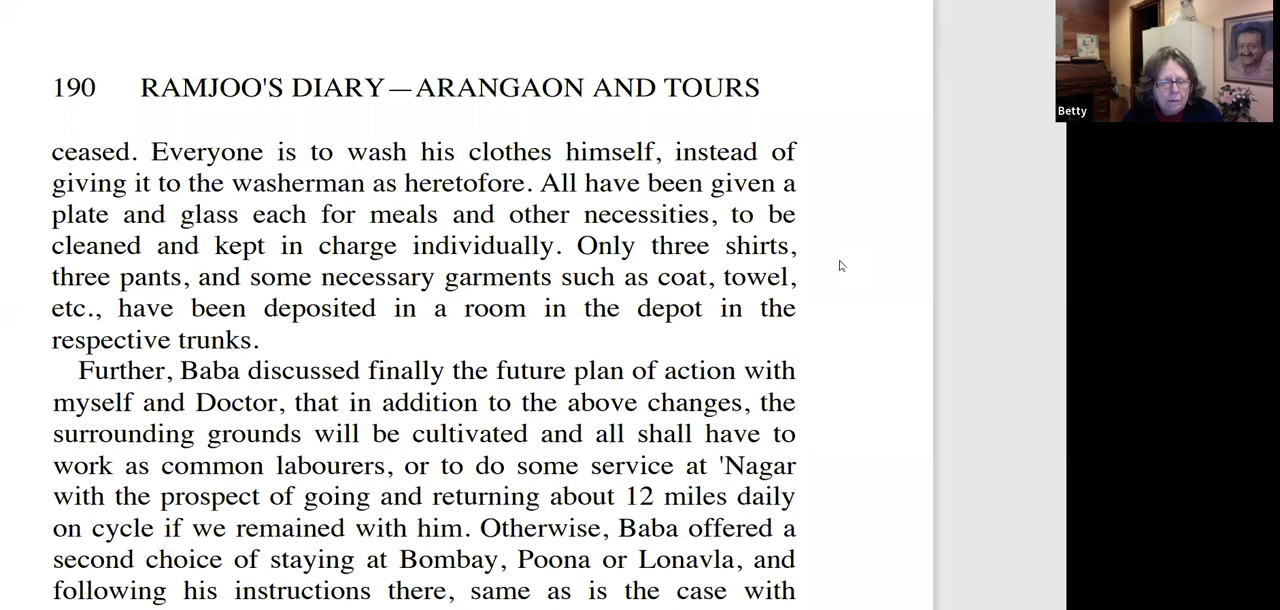 190 RAMJOO'S DIARY—ARANGAON AND TOURS
ceased. Everyone is to wash his clothes himself, instead of
giving it to the washerman as heretofore. All have been given a
plate and glass each for meals and other necessities, to be
cleaned and kept in charge individually. Only three shirts,
three pants, and some necessary garments such as coat, towel,
etc., have been deposited in a room in the depot in the
respective trunks.
Further, Baba discussed finally the future plan of action with
myself and Doctor, that in addition to the above changes, the
surrounding grounds will be cultivated and all shall have to
work as common labourers, or to do some service at 'Nagar
with the prospect of going and returning about 12 miles daily
on cycle if we remained with him. Otherwise, Baba offered a
second choice of staying at Bombay, Poona or Lonavla, and
following his instructions there, same as is the case with
Betty